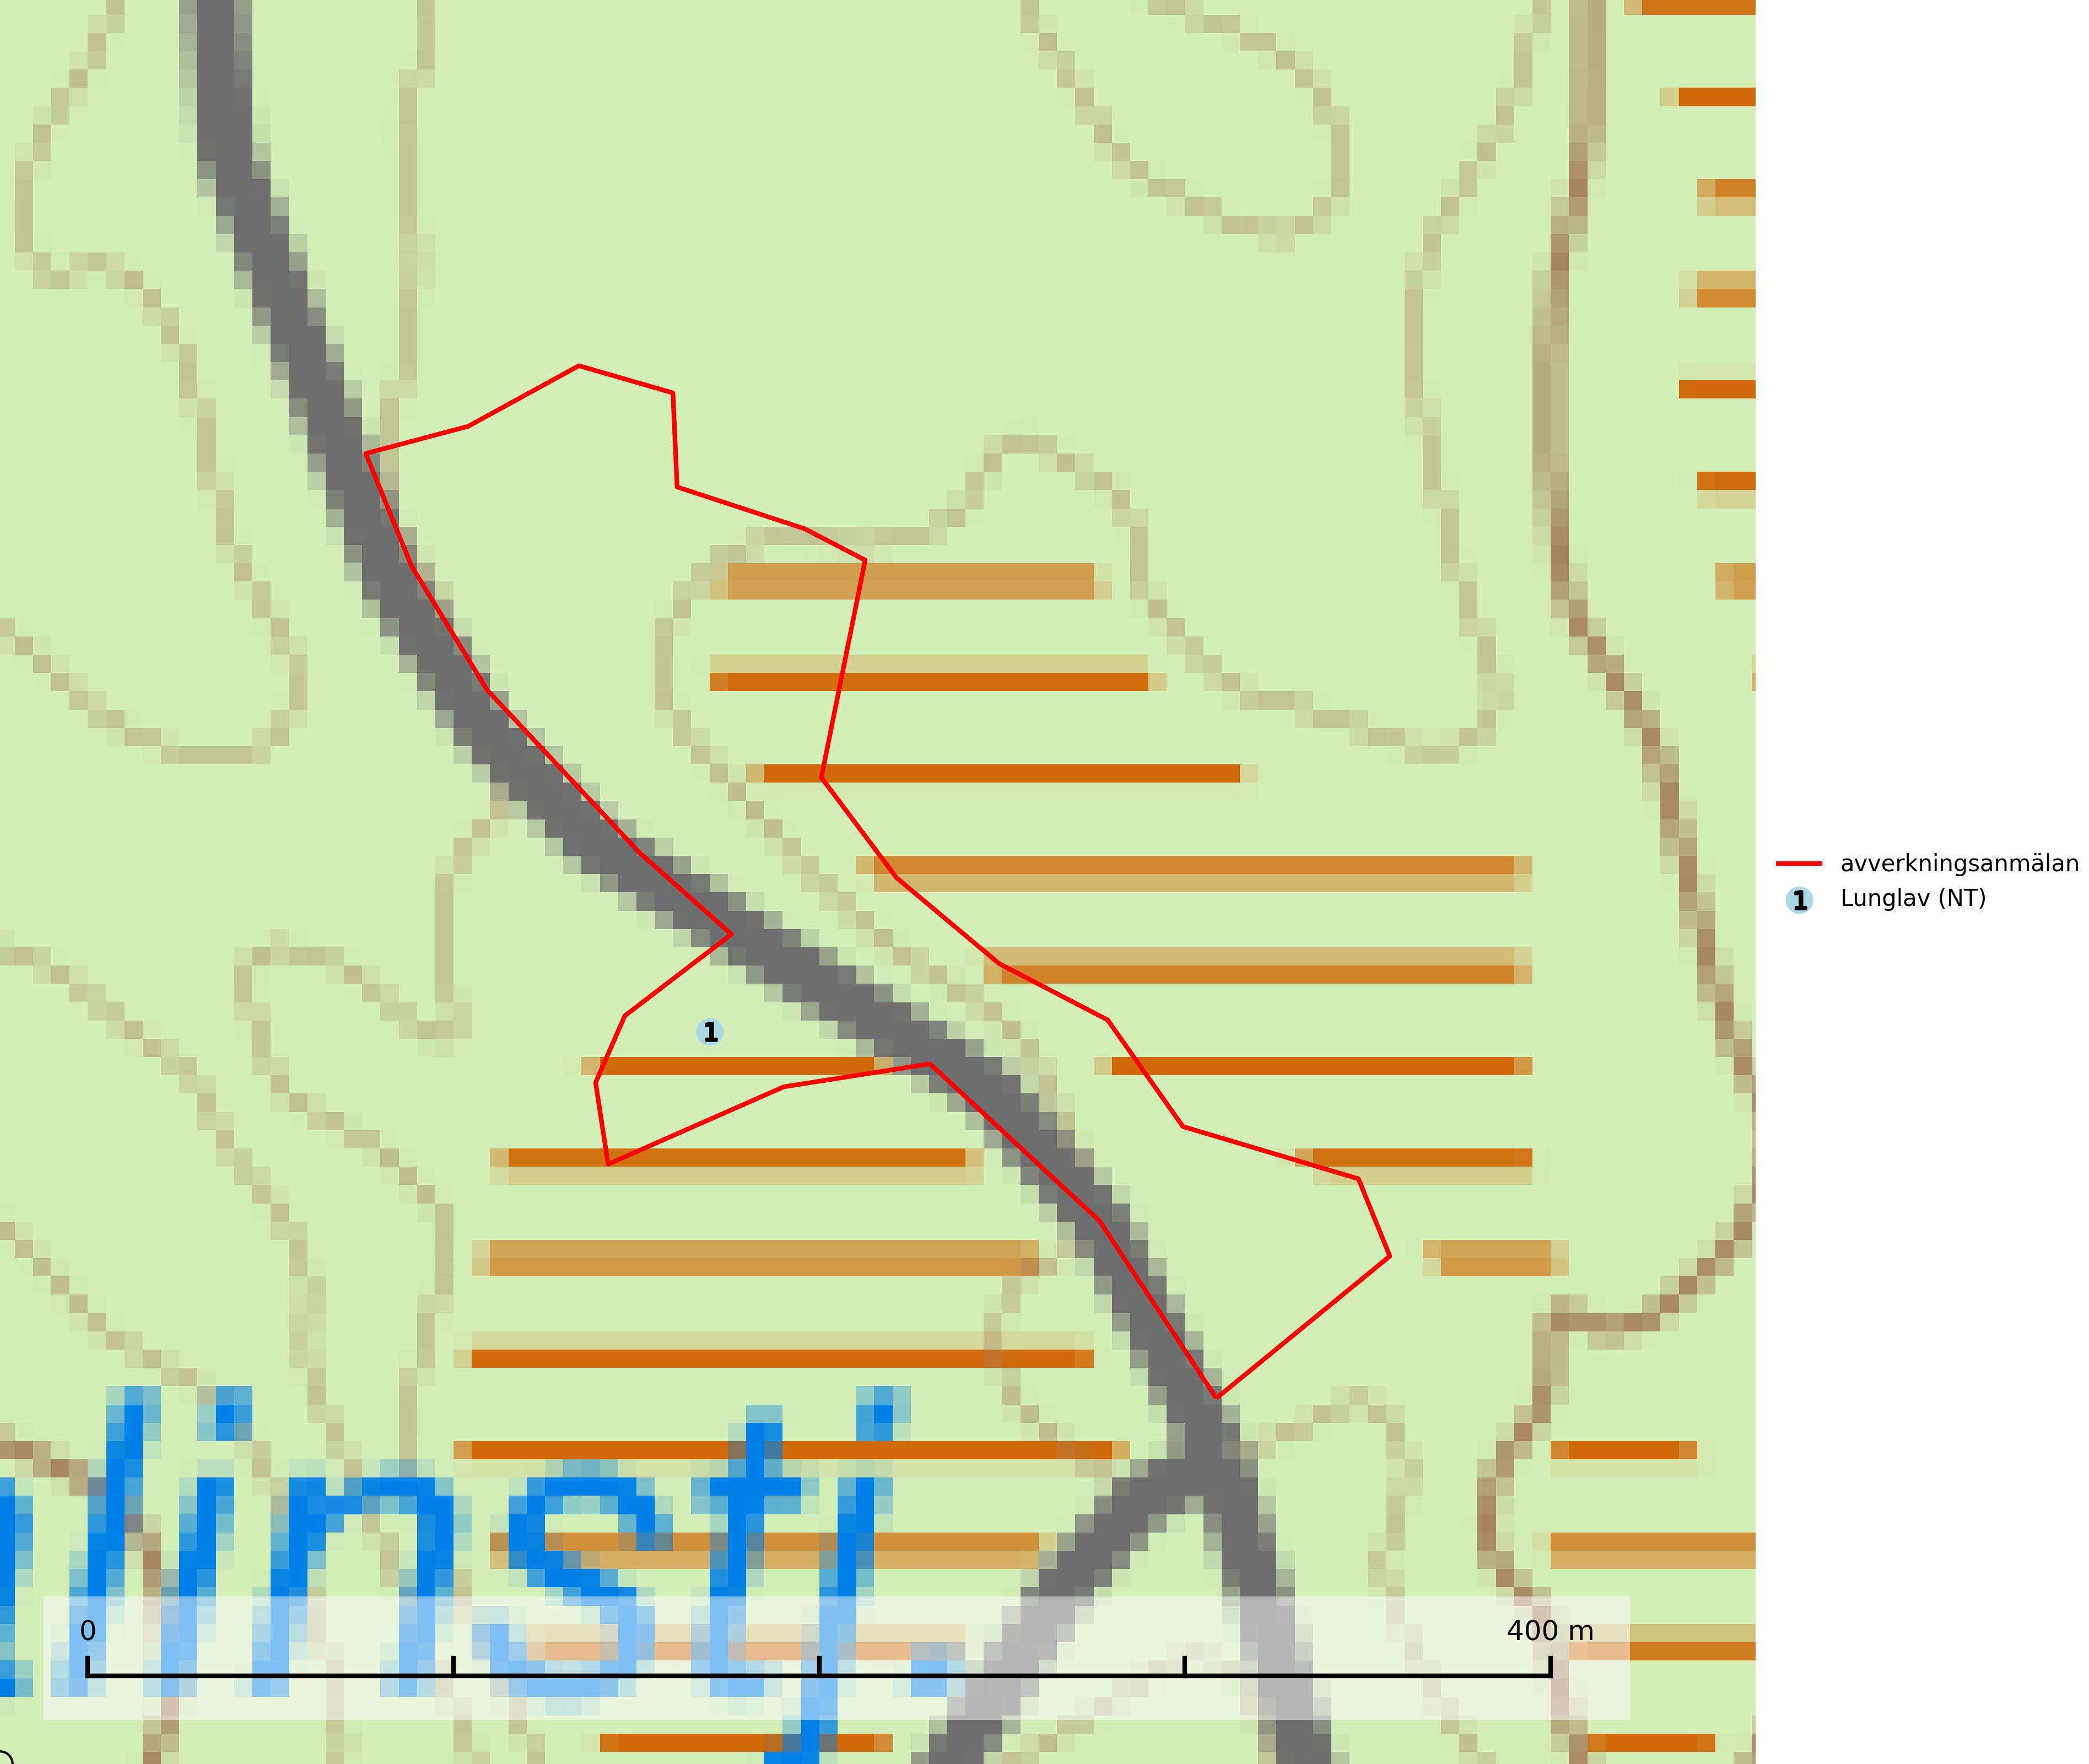 1
0 400 m
avverkningsanmälan
1 Lunglav (NT)